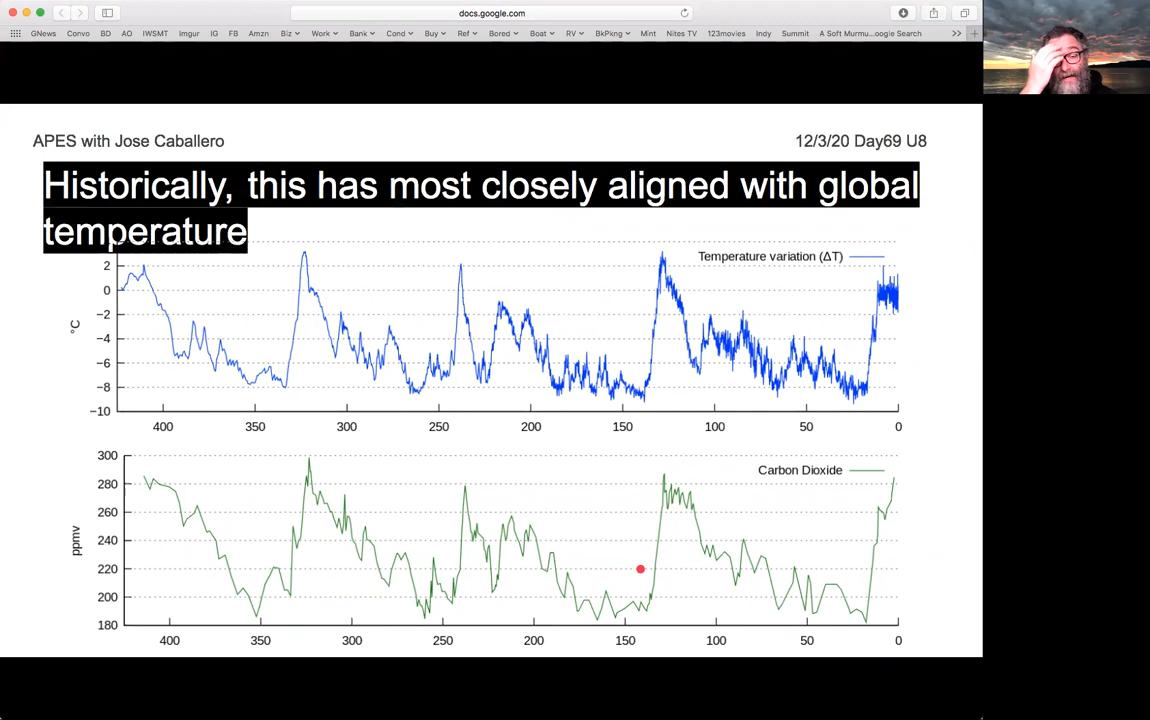 docs.google.com
GNews Convo BD AO IWSMT Imgur IG FB Amzn Biz Work Bank Cond Buy Ref Bored Boat RV BkPkng Mint Nites TV 123movies Indy Summit A Soft Murmu...oogle Search
APES with Jose Caballero
12/3/20 Day69 U8
Historically, this has most closely aligned with global
temperature
Temperature variation (ΔT)
2
0
−2
−4
−6
−8
−10
°C
400 350 300 250 200 150 100 50 0
Carbon Dioxide
300
280
260
240
220
200
180
ppmv
400 350 300 250 200 150 100 50 0